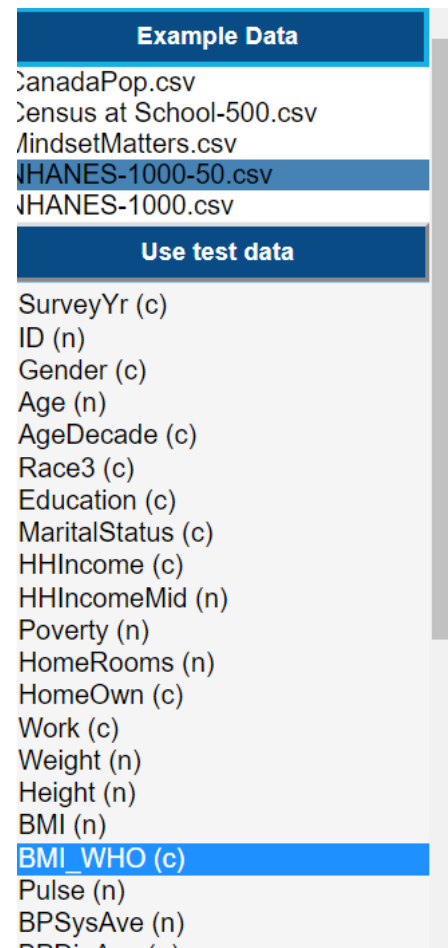 Example Data
CanadaPop.csv
Census at School-500.csv
MindsetMatters.csv
NHANES-1000-50.csv
NHANES-1000.csv
Use test data
SurveyYr (c)
ID (n)
Gender (c)
Age (n)
AgeDecade (c)
Race3 (c)
Education (c)
MaritalStatus (c)
HHIncome (c)
HHIncomeMid (n)
Poverty (n)
HomeRooms (n)
HomeOwn (c)
Work (c)
Weight (n)
Height (n)
BMI (n)
BMI_WHO (c)
Pulse (n)
BPSysAve (n)